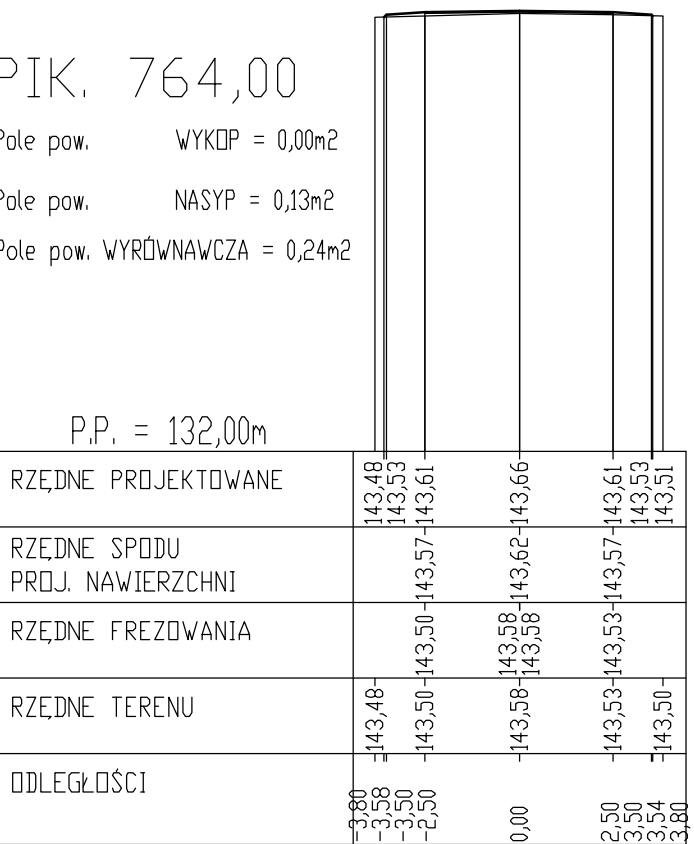 PIK. 764,00
Pole pow. WYKOP = 0,00m2
Pole pow. NASYP = 0,13m2
Pole pow. WYRÓWNAWCZA = 0,24m2
P.P. = 132,00m
RZĘDNE PROJEKTOWANE 143,48 143,53 143,61 143,66 143,61 143,53 143,51
RZĘDNE SPODU
PROJ. NAWIERZCHNI 143,57 143,62 143,57
RZĘDNE FREZOWANIA 143,50 143,58 143,58 143,53
RZĘDNE TERENU 143,48 143,50 143,58 143,53 143,50
ODLEGŁOŚCI -3,80 -3,58 -3,50 -2,50 0,00 2,50 3,50 3,54 3,80